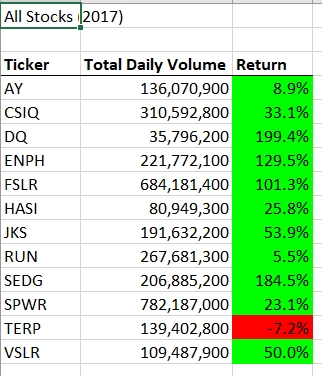 All Stocks (2017)
Ticker Total Daily Volume Return
AY 136,070,900 8.9%
CSIQ 310,592,800 33.1%
DQ 35,796,200 199.4%
ENPH 221,772,100 129.5%
FSLR 684,181,400 101.3%
HASI 80,949,300 25.8%
JKS 191,632,200 53.9%
RUN 267,681,300 5.5%
SEDG 206,885,200 184.5%
SPWR 782,187,000 23.1%
TERP 139,402,800 -7.2%
VSLR 109,487,900 50.0%